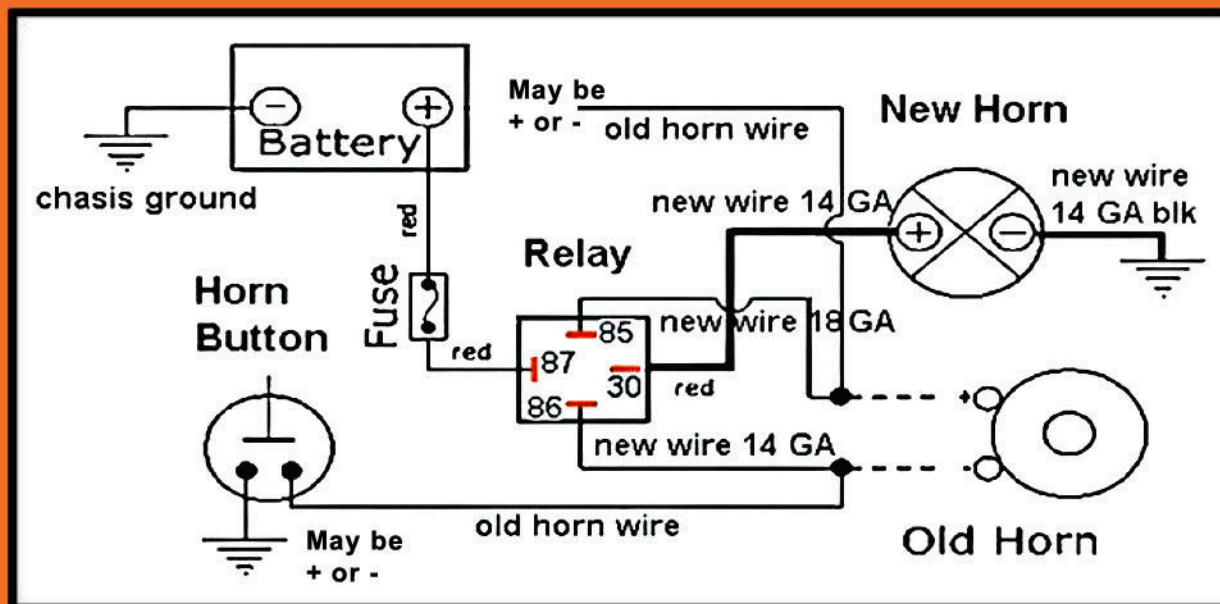 May be
+ or -
old horn wire
New Horn
- +
Battery
chasis ground
red
new wire 14 GA
new wire
14 GA blk
+ -
Relay
Horn
Button
Fuse
new wire 18 GA
85
87
30
86
red
red
+
new wire 14 GA
-
old horn wire
May be
+ or -
Old Horn